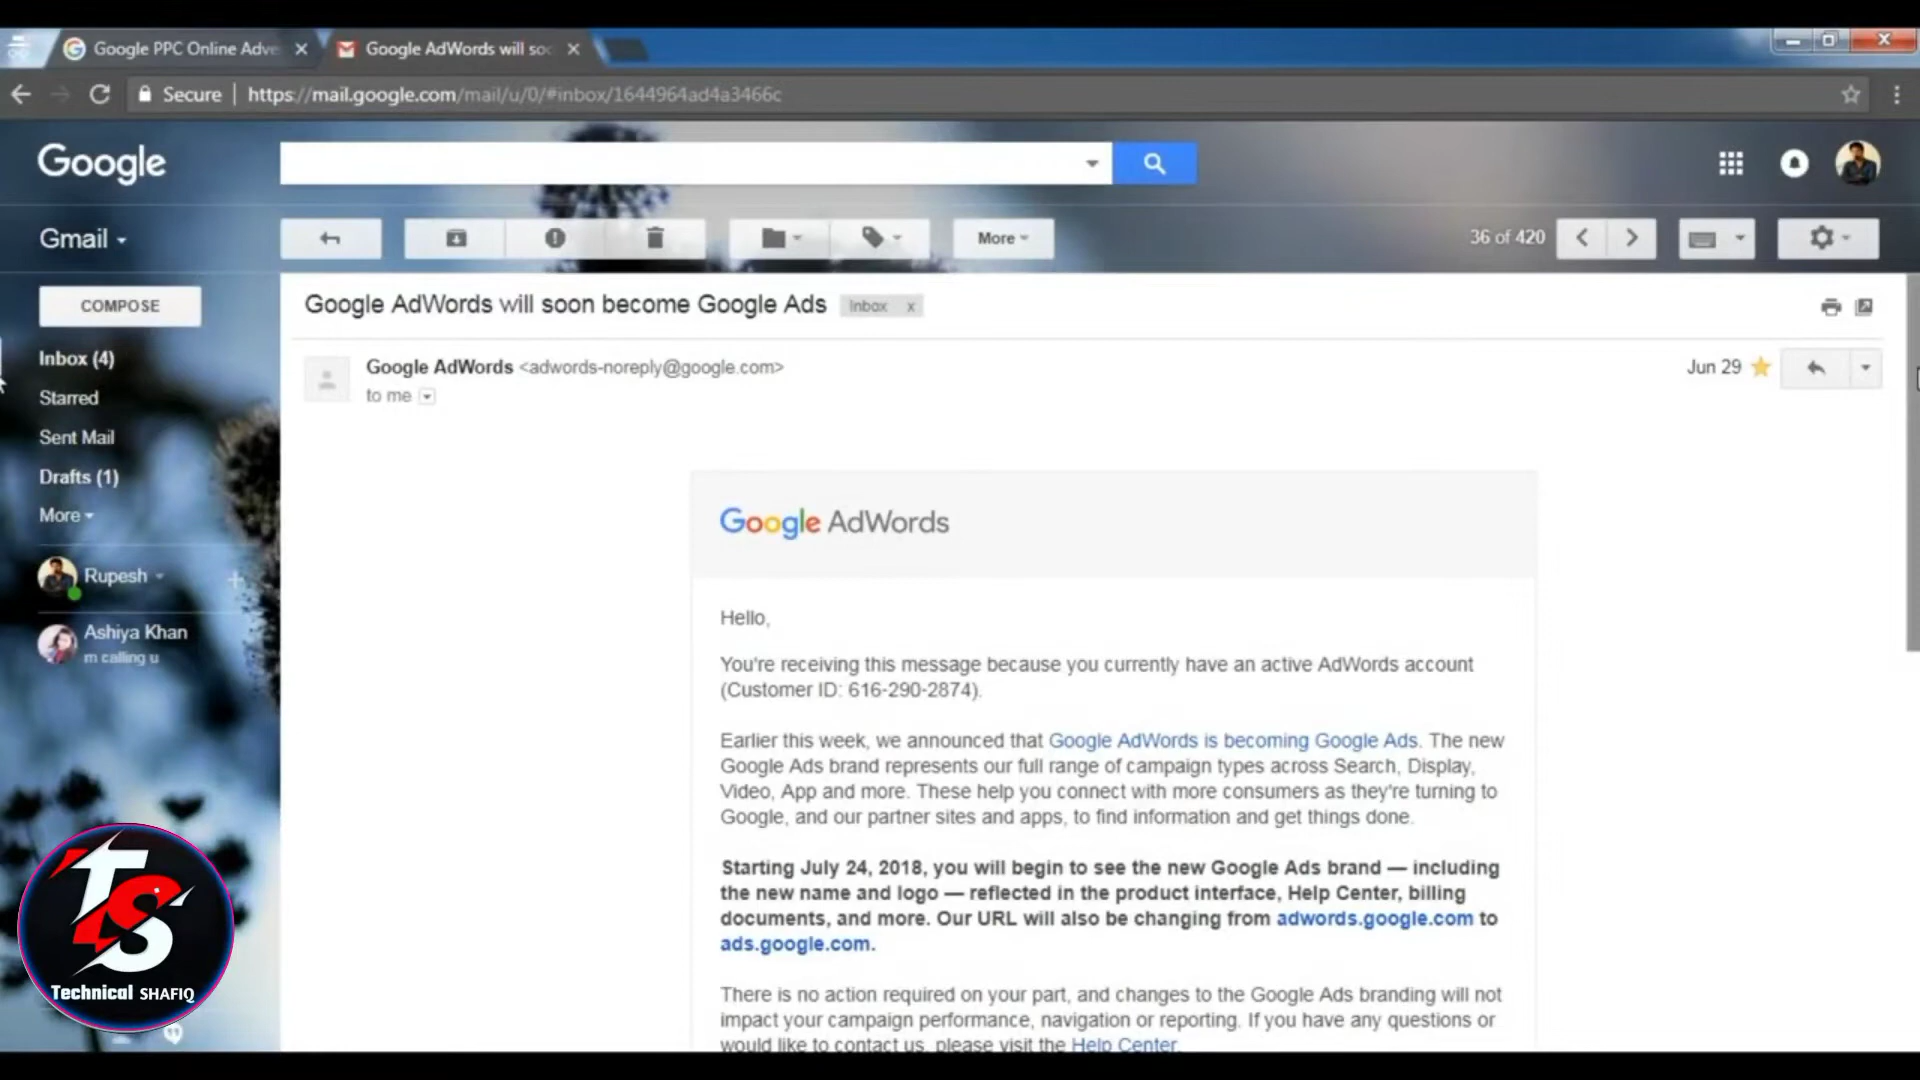 Google PPC Online Adve
Google AdWords will soo
Secure
https://mail.google.com/mail/u/0/#inbox/1644964ad4a3466c
Google
Gmail
More
36 of 420
COMPOSE
Google AdWords will soon become Google Ads
Inbox x
Inbox (4)
Google AdWords <adwords-noreply@google.com>
Jun 29
to me
Starred
Sent Mail
Drafts (1)
More
Rupesh
Ashiya Khan
m calling u
Google AdWords
Hello,
You're receiving this message because you currently have an active AdWords account
(Customer ID: 616-290-2874).
Earlier this week, we announced that Google AdWords is becoming Google Ads. The new
Google Ads brand represents our full range of campaign types across Search, Display,
Video, App and more. These help you connect with more consumers as they're turning to
Google, and our partner sites and apps, to find information and get things done.
Starting July 24, 2018, you will begin to see the new Google Ads brand — including
the new name and logo — reflected in the product interface, Help Center, billing
documents, and more. Our URL will also be changing from adwords.google.com to
ads.google.com.
There is no action required on your part, and changes to the Google Ads branding will not
impact your campaign performance, navigation or reporting. If you have any questions or
would like to contact us, please visit the Help Center.
TS
Technical SHAFIQ